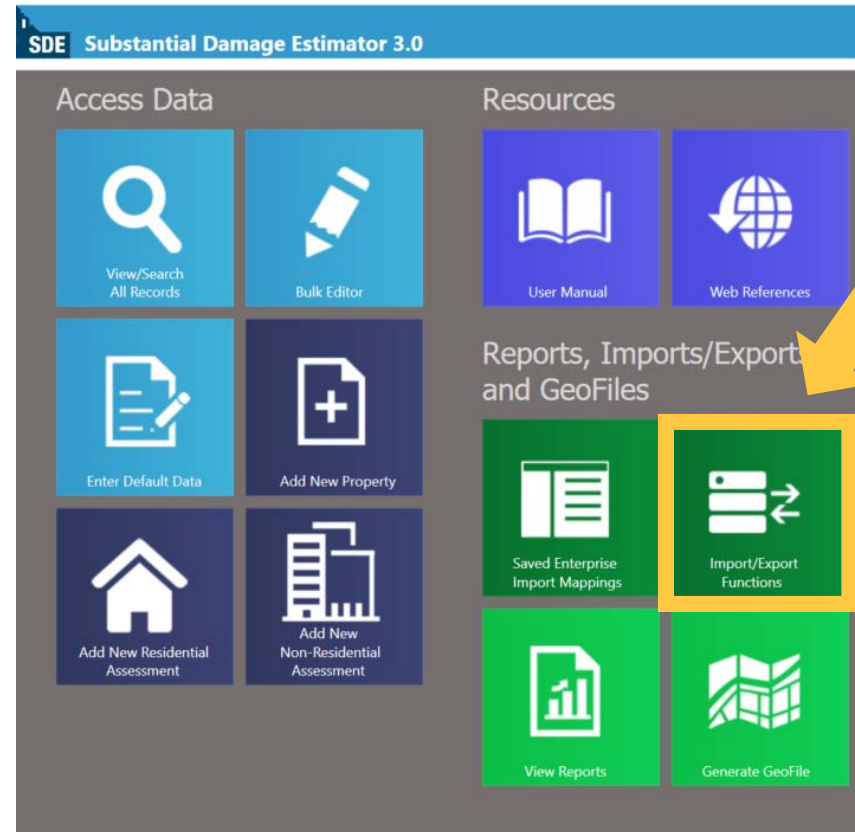 SDE Substantial Damage Estimator 3.0
Access Data
View/Search
All Records
Bulk Editor
Enter Default Data
Add New Property
Add New Residential
Assessment
Add New
Non-Residential
Assessment
Resources
User Manual
Web References
Reports, Imports/Exports
and GeoFiles
Saved Enterprise
Import Mappings
Import/Export
Functions
View Reports
Generate GeoFile